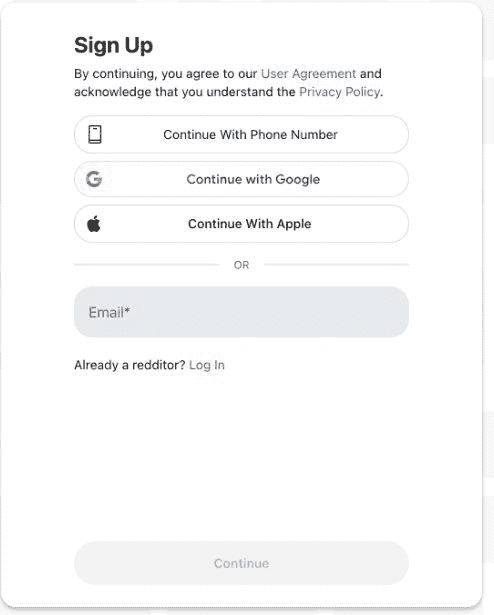 Sign Up
By continuing, you agree to our User Agreement and
acknowledge that you understand the Privacy Policy.
Continue With Phone Number
Continue with Google
Continue With Apple
OR
Email*
Already a redditor? Log In
Continue